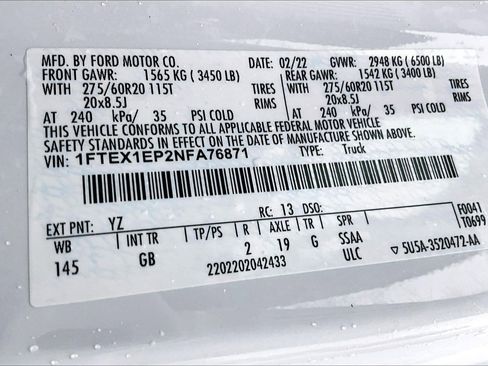 MFD. BY FORD MOTOR CO. DATE: 02/22 GVWR: 2948 KG (6500 LB)
FRONT GAWR: 1565 KG (3450 LB) REAR GAWR: 1542 KG (3400 LB)
WITH 275/60R20 115T TIRES WITH 275/60R20 115T TIRES
20x8.5J RIMS 20x8.5J RIMS
AT 240 kPa/ 35 PSI COLD AT 240 kPa/ 35 PSI COLD
THIS VEHICLE CONFORMS TO ALL APPLICABLE FEDERAL MOTOR VEHICLE
SAFETY STANDARDS IN EFFECT ON THE DATE OF MANUFACTURE SHOWN ABOVE.
VIN: 1FTEX1EP2NFA76871 TYPE: Truck
F0041
T0699
RC: 13 DSO:
EXT PNT: YZ
WB INT TR TP/PS R AXLE TR SPR
145 GB 2 19 G SSAA
2202202042433 ULC 5U5A-3520472-AA